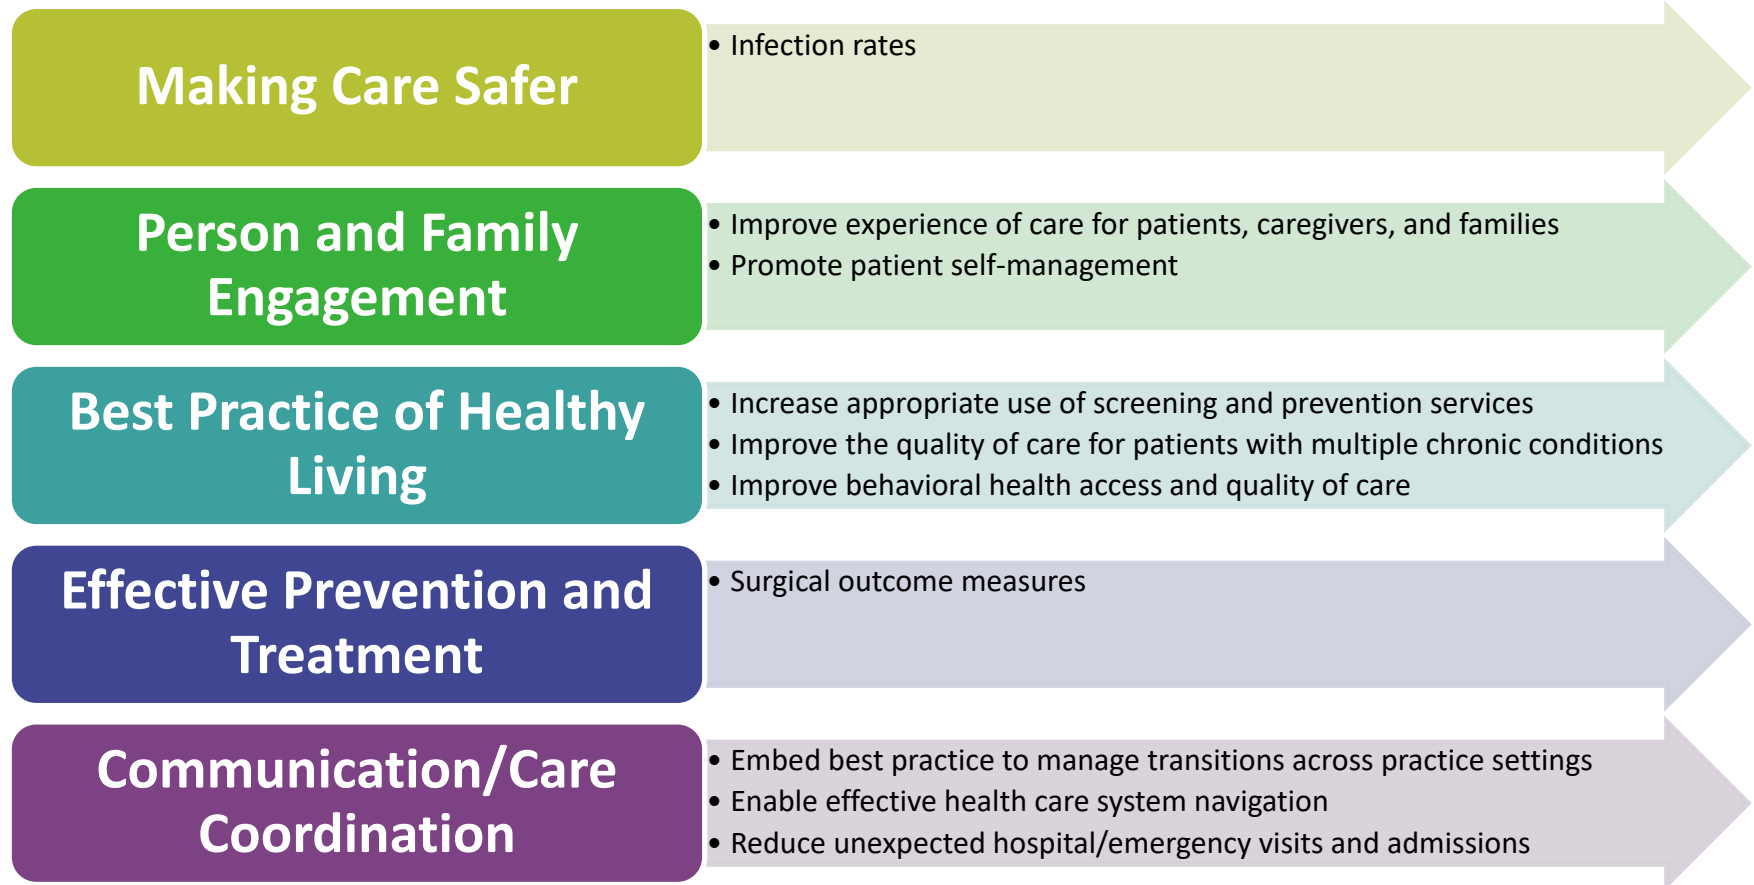 Making Care Safer
• Infection rates
Person and Family
Engagement
• Improve experience of care for patients, caregivers, and families
• Promote patient self-management
Best Practice of Healthy
Living
• Increase appropriate use of screening and prevention services
• Improve the quality of care for patients with multiple chronic conditions
• Improve behavioral health access and quality of care
Effective Prevention and
Treatment
• Surgical outcome measures
Communication/Care
Coordination
• Embed best practice to manage transitions across practice settings
• Enable effective health care system navigation
• Reduce unexpected hospital/emergency visits and admissions